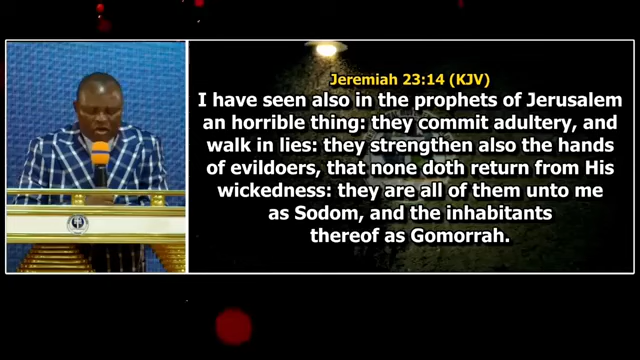 Jeremiah 23:14 (KJV)
I have seen also in the prophets of Jerusalem
an horrible thing: they commit adultery, and
walk in lies: they strengthen also the hands
of evildoers, that none doth return from His
wickedness: they are all of them unto me
as Sodom, and the inhabitants
thereof as Gomorrah.